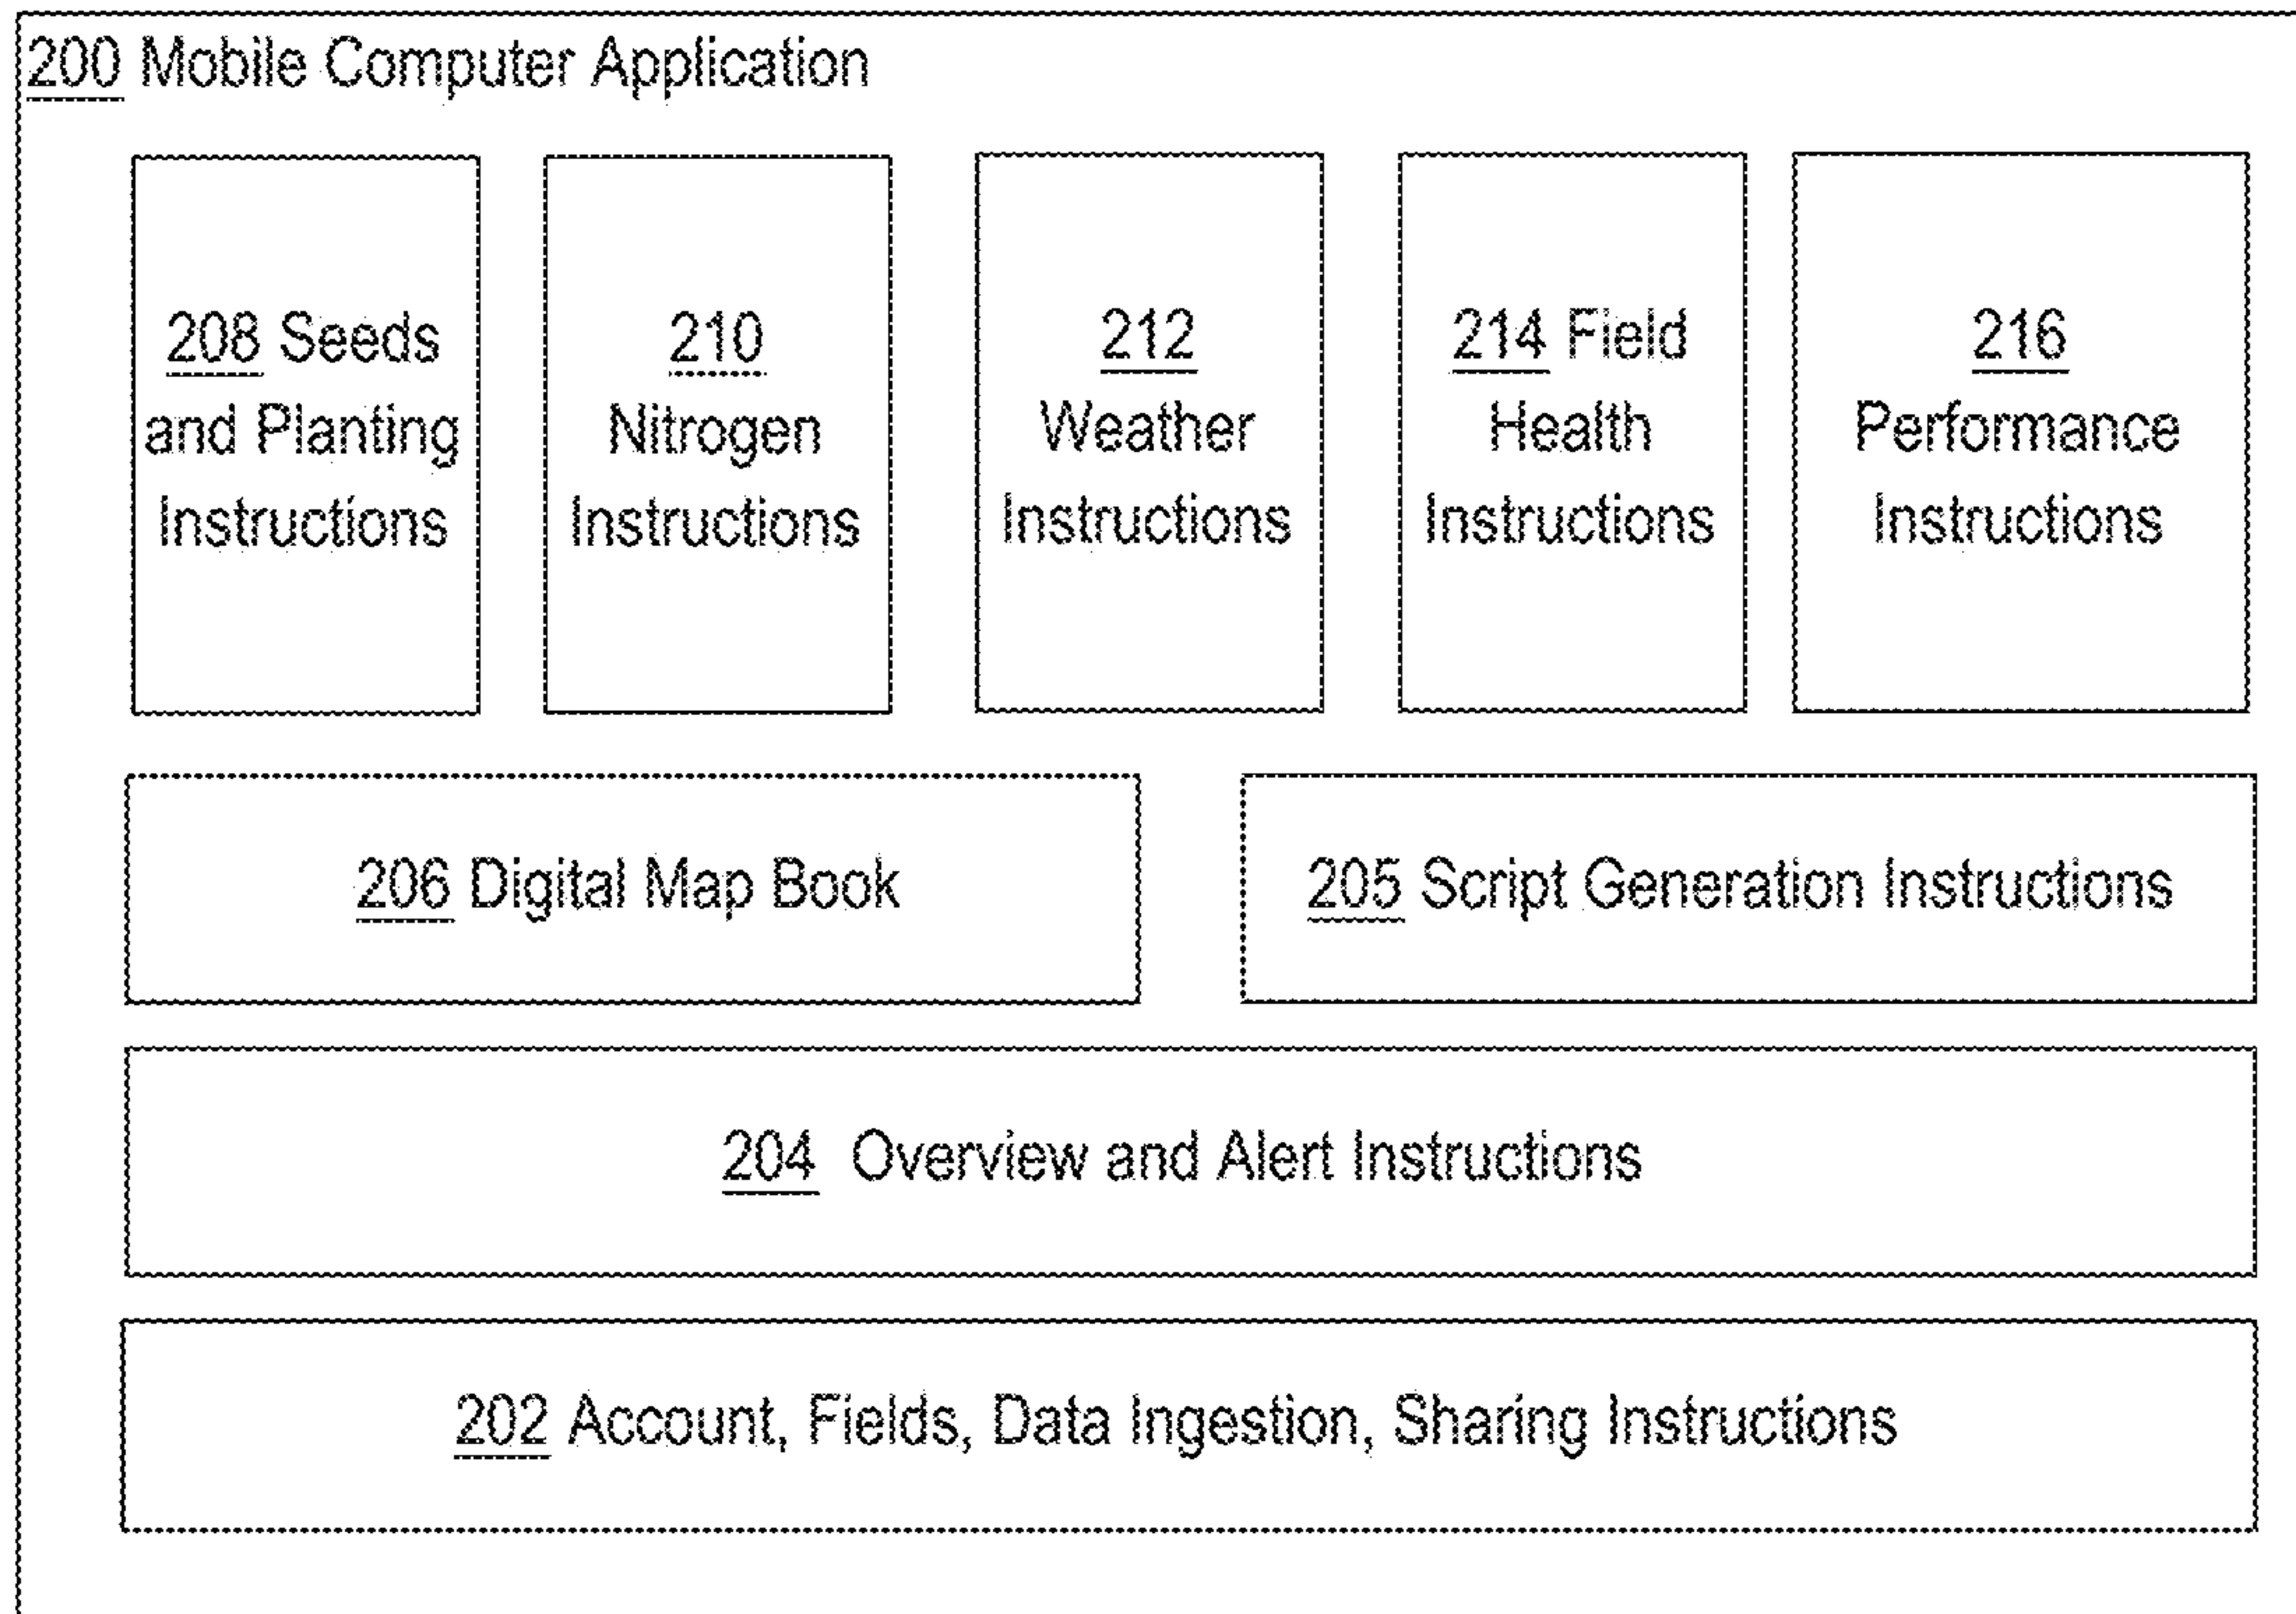 200 Mobile Computer Application
208 Seeds
and Planting
Instructions
210
Nitrogen
Instructions
212
Weather
Instructions
214 Field
Health
Instructions
216
Performance
Instructions
206 Digital Map Book
205 Script Generation Instructions
204 Overview and Alert Instructions
202 Account, Fields, Data Ingestion, Sharing Instructions